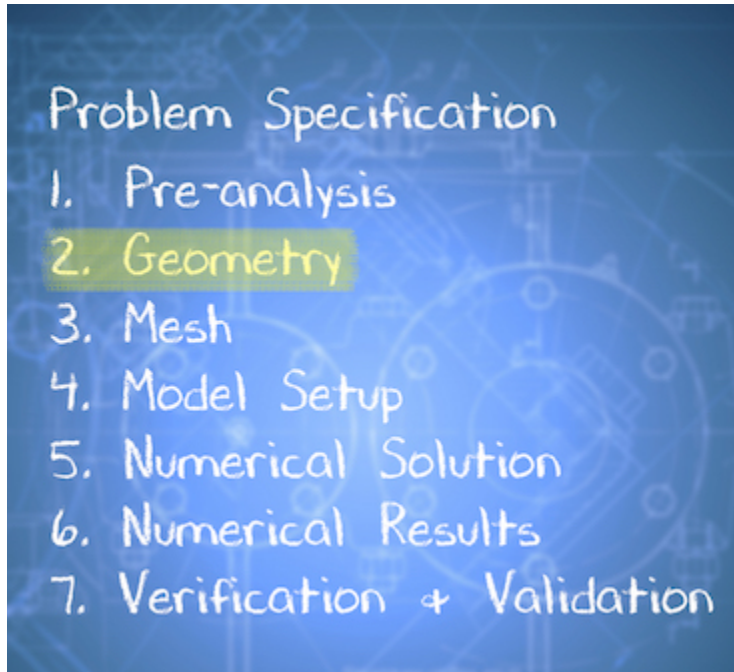 Problem Specification
1. Pre-analysis
2. Geometry
3. Mesh
4. Model Setup
5. Numerical Solution
6. Numerical Results
7. Verification & Validation